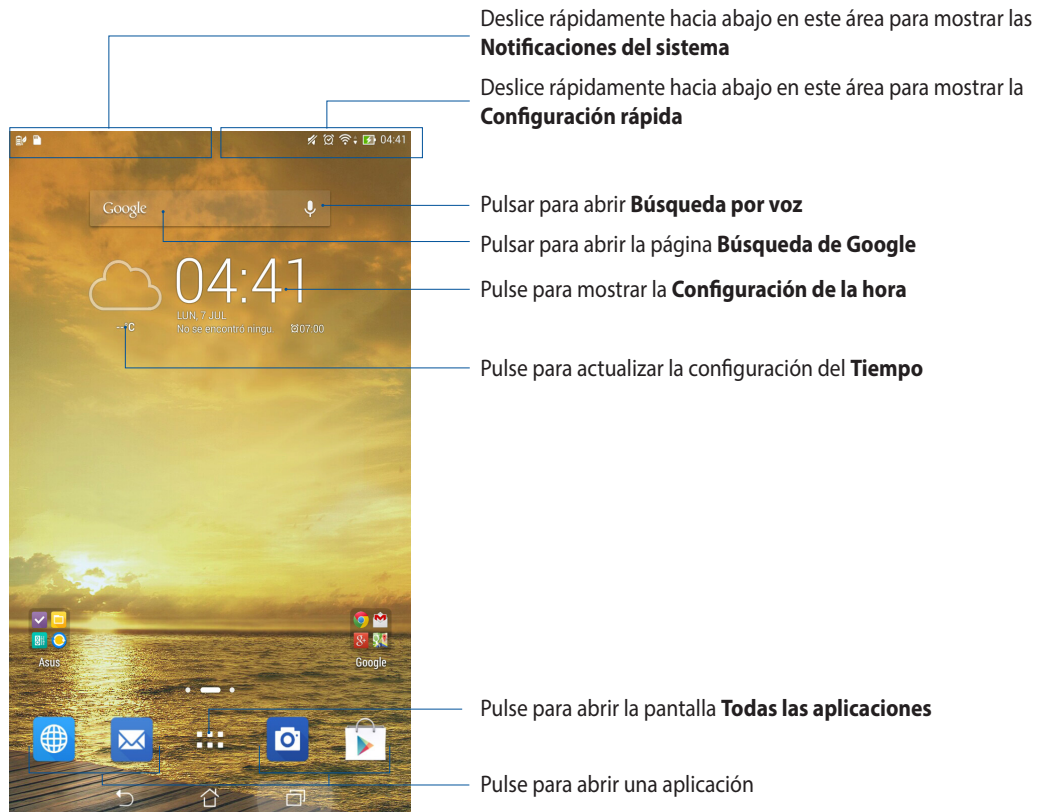 Deslice rápidamente hacia abajo en este área para mostrar las
Notificaciones del sistema
Deslice rápidamente hacia abajo en este área para mostrar la
Configuración rápida
04:41
Google
Pulsar para abrir Búsqueda por voz
Pulsar para abrir la página Búsqueda de Google
04:41
Pulse para mostrar la Configuración de la hora
LUN, 7 JUL
No se encontró ningu
07:00
--°C
Pulse para actualizar la configuración del Tiempo
Asus
Google
Pulse para abrir la pantalla Todas las aplicaciones
Pulse para abrir una aplicación